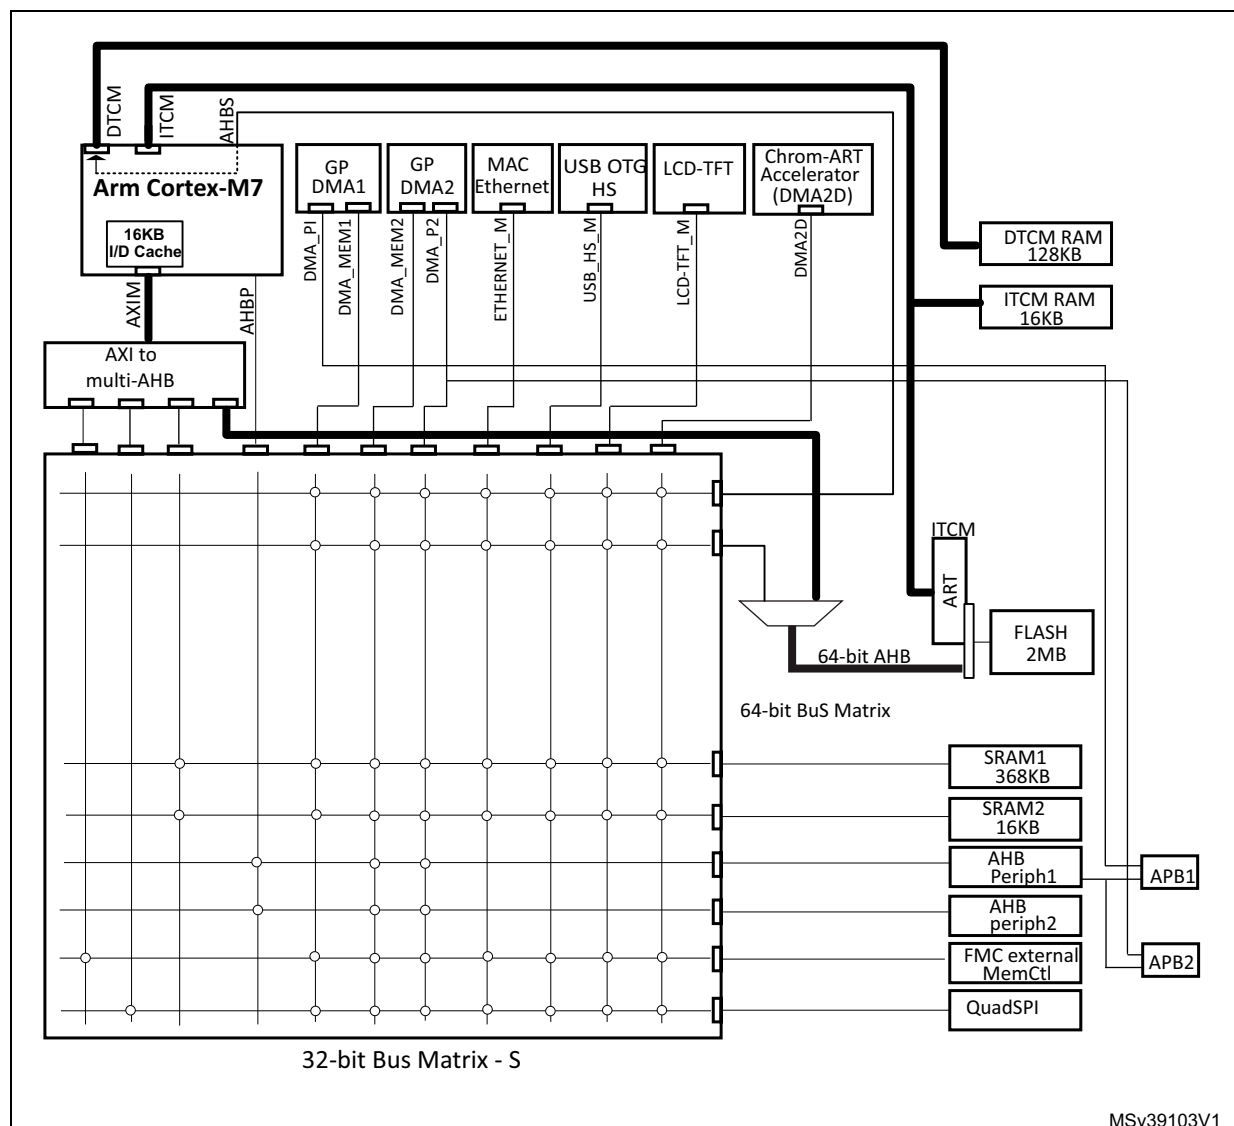 DTCM
ITCM
AHBS
Arm Cortex-M7
16KB
I/D Cache
AXIM
AHBP
GP
DMA1
GP
DMA2
MAC
Ethernet
USB OTG
HS
LCD-TFT
Chrom-ART
Accelerator
(DMA2D)
DMA_PI
DMA_MEM1
DMA_MEM2
DMA_P2
ETHERNET_M
USB_HS_M
LCD-TFT_M
DMA2D
DTCM RAM
128KB
ITCM RAM
16KB
AXI to
multi-AHB
ITCM
ART
FLASH
2MB
64-bit AHB
64-bit BuS Matrix
SRAM1
368KB
SRAM2
16KB
AHB
Periph1
APB1
AHB
periph2
FMC external
MemCtl
APB2
QuadSPI
32-bit Bus Matrix - S
MSv39103V1